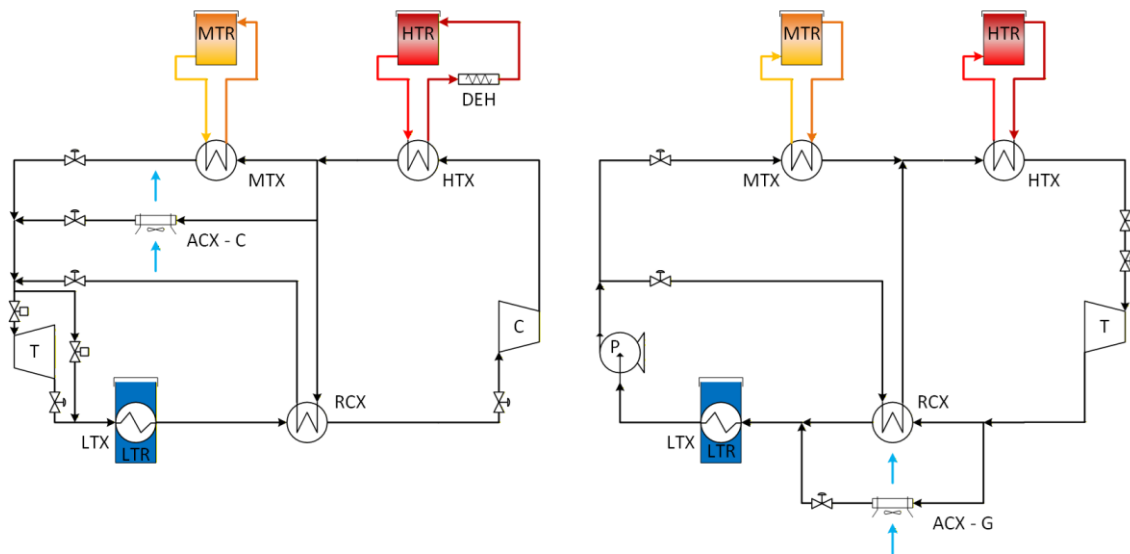 MTR
HTR
DEH
MTX
HTX
ACX - C
T
C
RCX
LTX
LTR
MTR
HTR
MTX
HTX
P
T
RCX
LTX
LTR
ACX - G